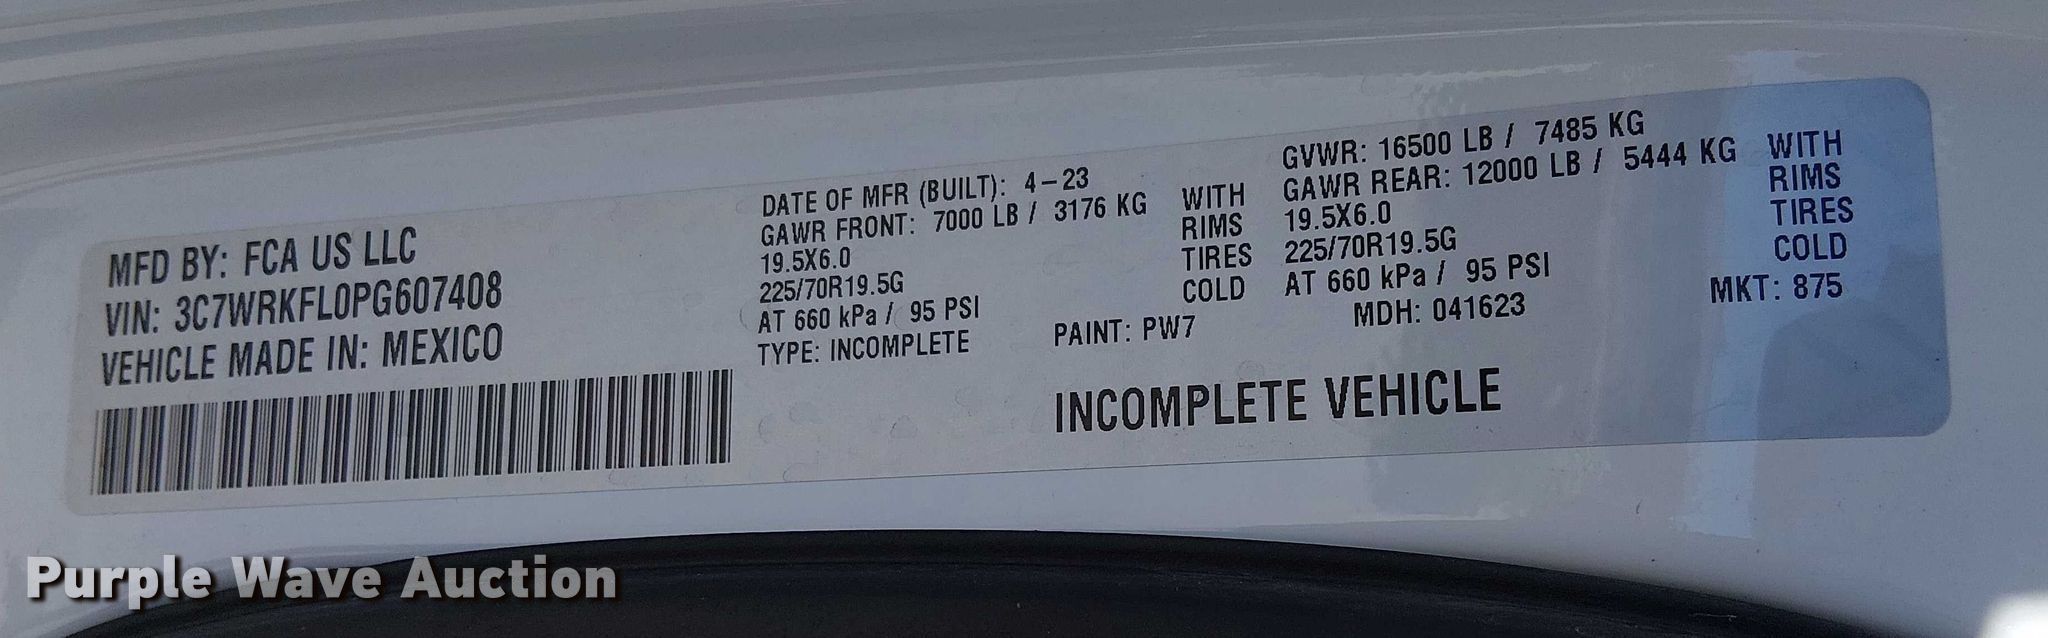 MFD BY: FCA US LLC
VIN: 3C7WRKFL0PG607408
VEHICLE MADE IN: MEXICO
DATE OF MFR (BUILT): 4-23
GAWR FRONT: 7000 LB / 3176 KG WITH
19.5X6.0 RIMS
225/70R19.5G TIRES
AT 660 kPa / 95 PSI COLD
TYPE: INCOMPLETE
PAINT: PW7
GVWR: 16500 LB / 7485 KG
GAWR REAR: 12000 LB / 5444 KG WITH
19.5X6.0 RIMS
225/70R19.5G TIRES
AT 660 kPa / 95 PSI COLD
MDH: 041623
MKT: 875
INCOMPLETE VEHICLE
Purple Wave Auction